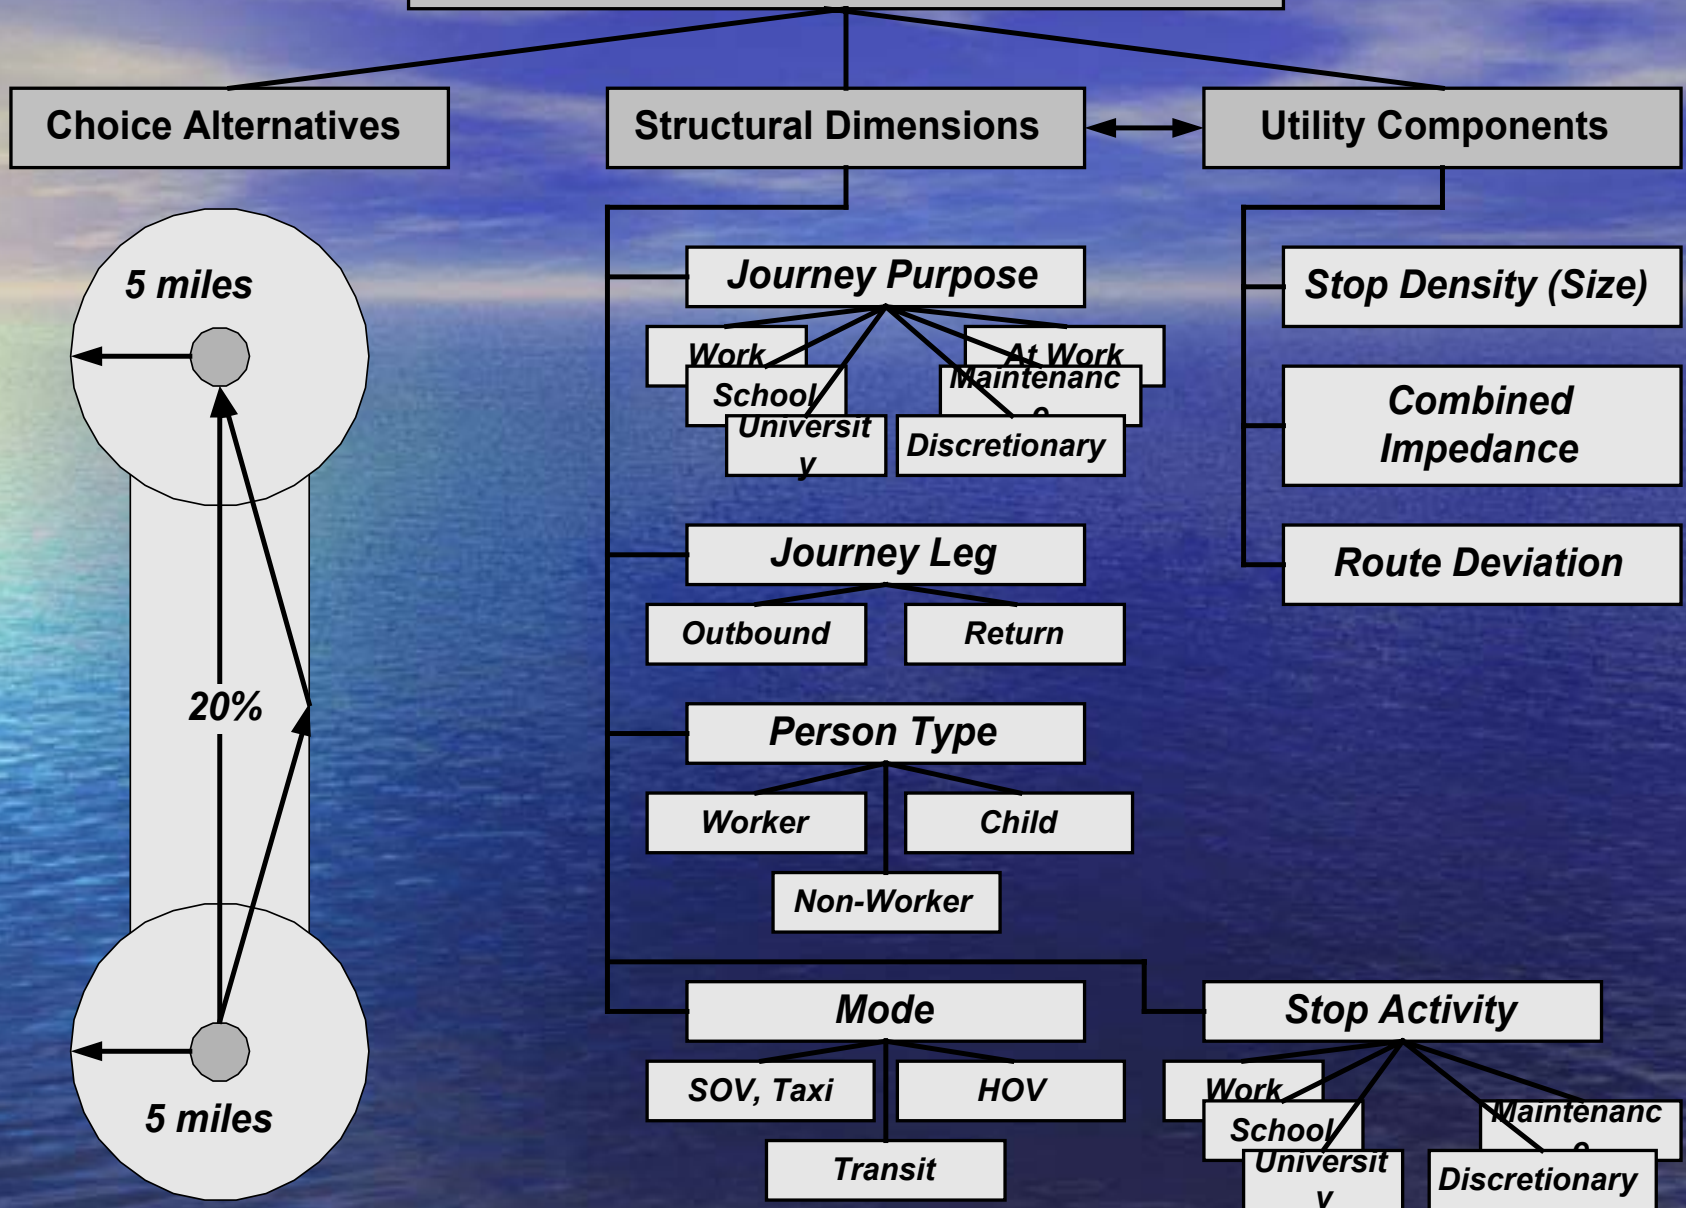 Choice Alternatives
Structural Dimensions
Utility Components
5 miles
20%
5 miles
Journey Purpose
Work
School
Universit
y
At Work
Maintenanc
e
Discretionary
Journey Leg
Outbound
Return
Person Type
Worker
Child
Non-Worker
Mode
SOV, Taxi
HOV
Transit
Stop Activity
Work
School
Universit
y
Maintenanc
e
Discretionary
Stop Density (Size)
Combined
Impedance
Route Deviation